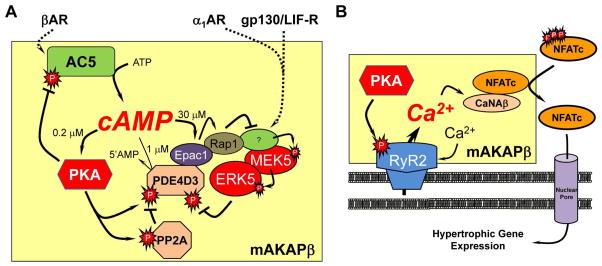 A
βAR
α1AR
gp130/LIF-R
AC5
ATP
P
cAMP
30 μM
0.2 μM
1 μM
5'AMP
Rap1
?
Epac1
P
MEK5
PKA
PDE4D3
ERK5
P
P
P
P
PP2A
mAKAPβ
B
P P P
NFATc
PKA
NFATc
CaNAβ
Ca2+
NFATc
Ca2+
P
RyR2
mAKAPβ
Nuclear
Pore
Hypertrophic Gene
Expression